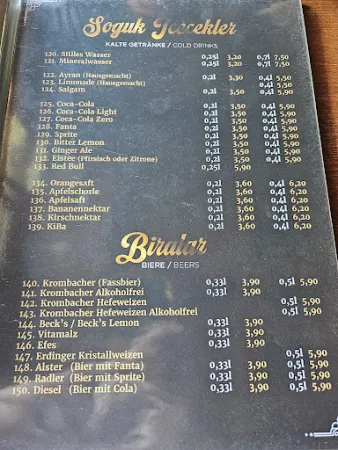 Soguk Icecekler
KALTE GETRÄNKE / COLD DRINKS
120. Stilles Wasser 0,25l 3,20 0,7l 7,50
121. Mineralwasser 0,25l 3,20 0,7l 7,50
122. Ayran (Hausgemacht) 0,2l 3,50 0,4l 5,50
123. Limonade (Hausgemacht) 0,2l 3,50 0,4l 5,90
124. Salgam 0,2l 3,50 0,4l 5,90
125. Coca-Cola 0,2l 3,50 0,4l 5,90
126. Coca-Cola Light 0,2l 3,50 0,4l 5,90
127. Coca-Cola Zero 0,2l 3,50 0,4l 5,90
128. Fanta 0,2l 3,50 0,4l 5,90
129. Sprite 0,2l 3,50 0,4l 5,90
130. Bitter Lemon 0,2l 3,50 0,4l 5,90
131. Ginger Ale 0,2l 3,50 0,4l 5,90
132. Eistee (Pfirsisch oder Zitrone) 0,2l 3,50 0,4l 5,90
133. Red Bull 0,25l 3,90
134. Orangesaft 0,2l 3,60 0,4l 6,20
135. Apfelschorle 0,2l 3,60 0,4l 6,20
136. Apfelsaft 0,2l 3,60 0,4l 6,20
137. Bananennektar 0,2l 3,60 0,4l 6,20
138. Kirschnektar 0,2l 3,60 0,4l 6,20
139. KiBa 0,2l 3,60 0,4l 6,20
Biralar
BIERE / BEERS
140. Krombacher (Fassbier) 0,33l 3,90 0,5l 5,90
141. Krombacher Alkoholfrei 0,33l 3,90
142. Krombacher Hefeweizen 0,5l 5,90
143. Krombacher Hefeweizen Alkoholfrei 0,5l 5,90
144. Beck's / Beck's Lemon 0,33l 3,90
145. Vitamalz 0,33l 3,90
146. Efes 0,33l 3,90
147. Erdinger Kristallweizen 0,5l 5,90
148. Alster (Bier mit Fanta) 0,33l 3,90 0,5l 5,90
149. Radler (Bier mit Sprite) 0,33l 3,90 0,5l 5,90
150. Diesel (Bier mit Cola) 0,33l 3,90 0,5l 5,90